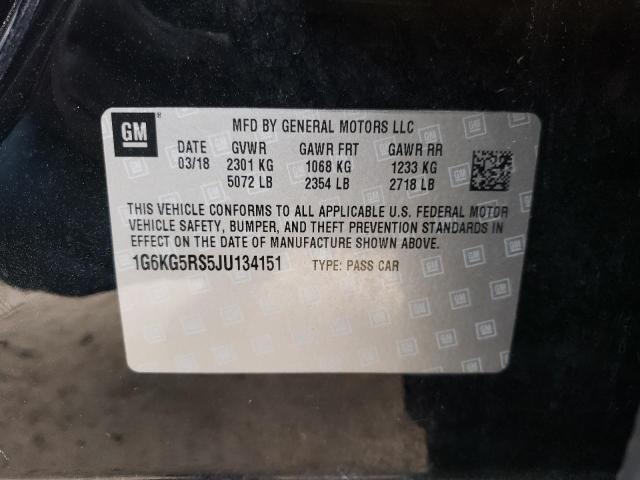 GM
MFD BY GENERAL MOTORS LLC
DATE GVWR GAWR FRT GAWR RR
03/18 2301 KG 1068 KG 1233 KG
5072 LB 2354 LB 2718 LB
THIS VEHICLE CONFORMS TO ALL APPLICABLE U.S. FEDERAL MOTOR
VEHICLE SAFETY, BUMPER, AND THEFT PREVENTION STANDARDS IN
EFFECT ON THE DATE OF MANUFACTURE SHOWN ABOVE.
1G6KG5RS5JU134151 TYPE: PASS CAR